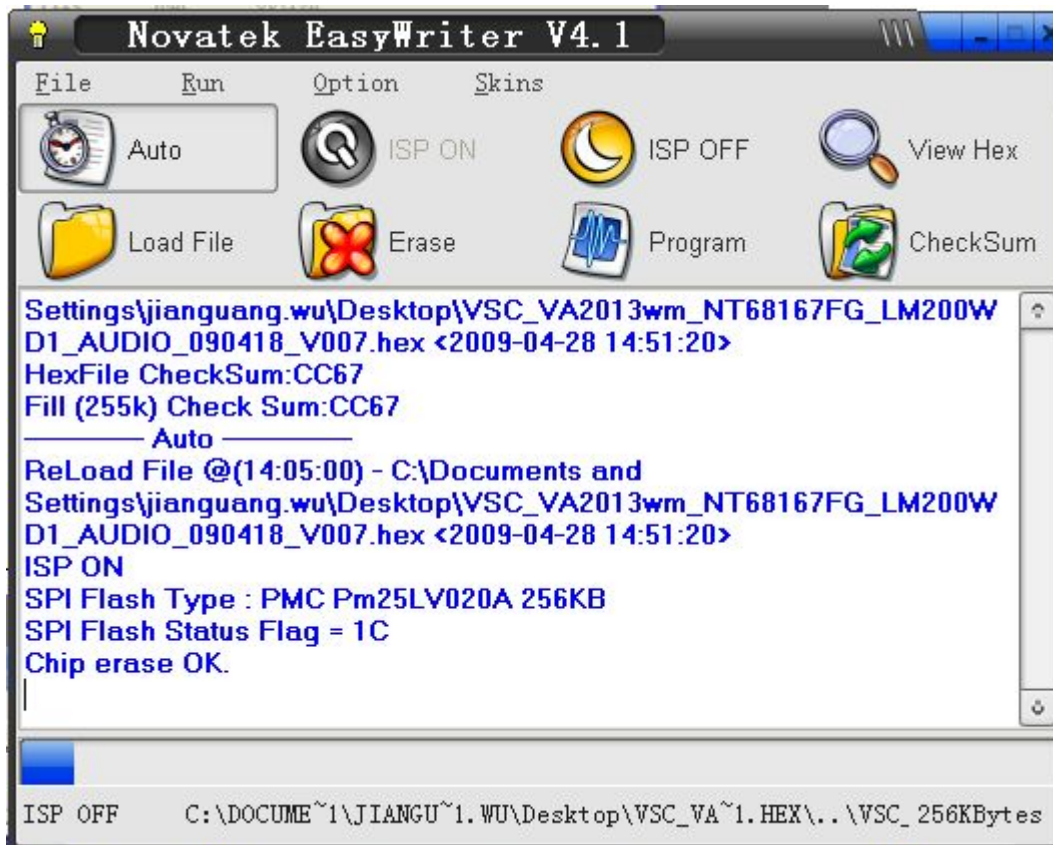 Novatek EasyWriter V4.1
File Run Option Skins
Auto ISP ON ISP OFF View Hex
Load File Erase Program CheckSum
Settings\jianguang.wu\Desktop\VSC_VA2013wm_NT68167FG_LM200W
D1_AUDIO_090418_V007.hex <2009-04-28 14:51:20>
HexFile CheckSum:CC67
Fill (255k) Check Sum:CC67
———— Auto ————
ReLoad File @(14:05:00) - C:\Documents and
Settings\jianguang.wu\Desktop\VSC_VA2013wm_NT68167FG_LM200W
D1_AUDIO_090418_V007.hex <2009-04-28 14:51:20>
ISP ON
SPI Flash Type : PMC Pm25LV020A 256KB
SPI Flash Status Flag = 1C
Chip erase OK.
ISP OFF C:\DOCUME~1\JIANGU~1.WU\Desktop\VSC_VA~1.HEX\..\VSC_ 256KBytes